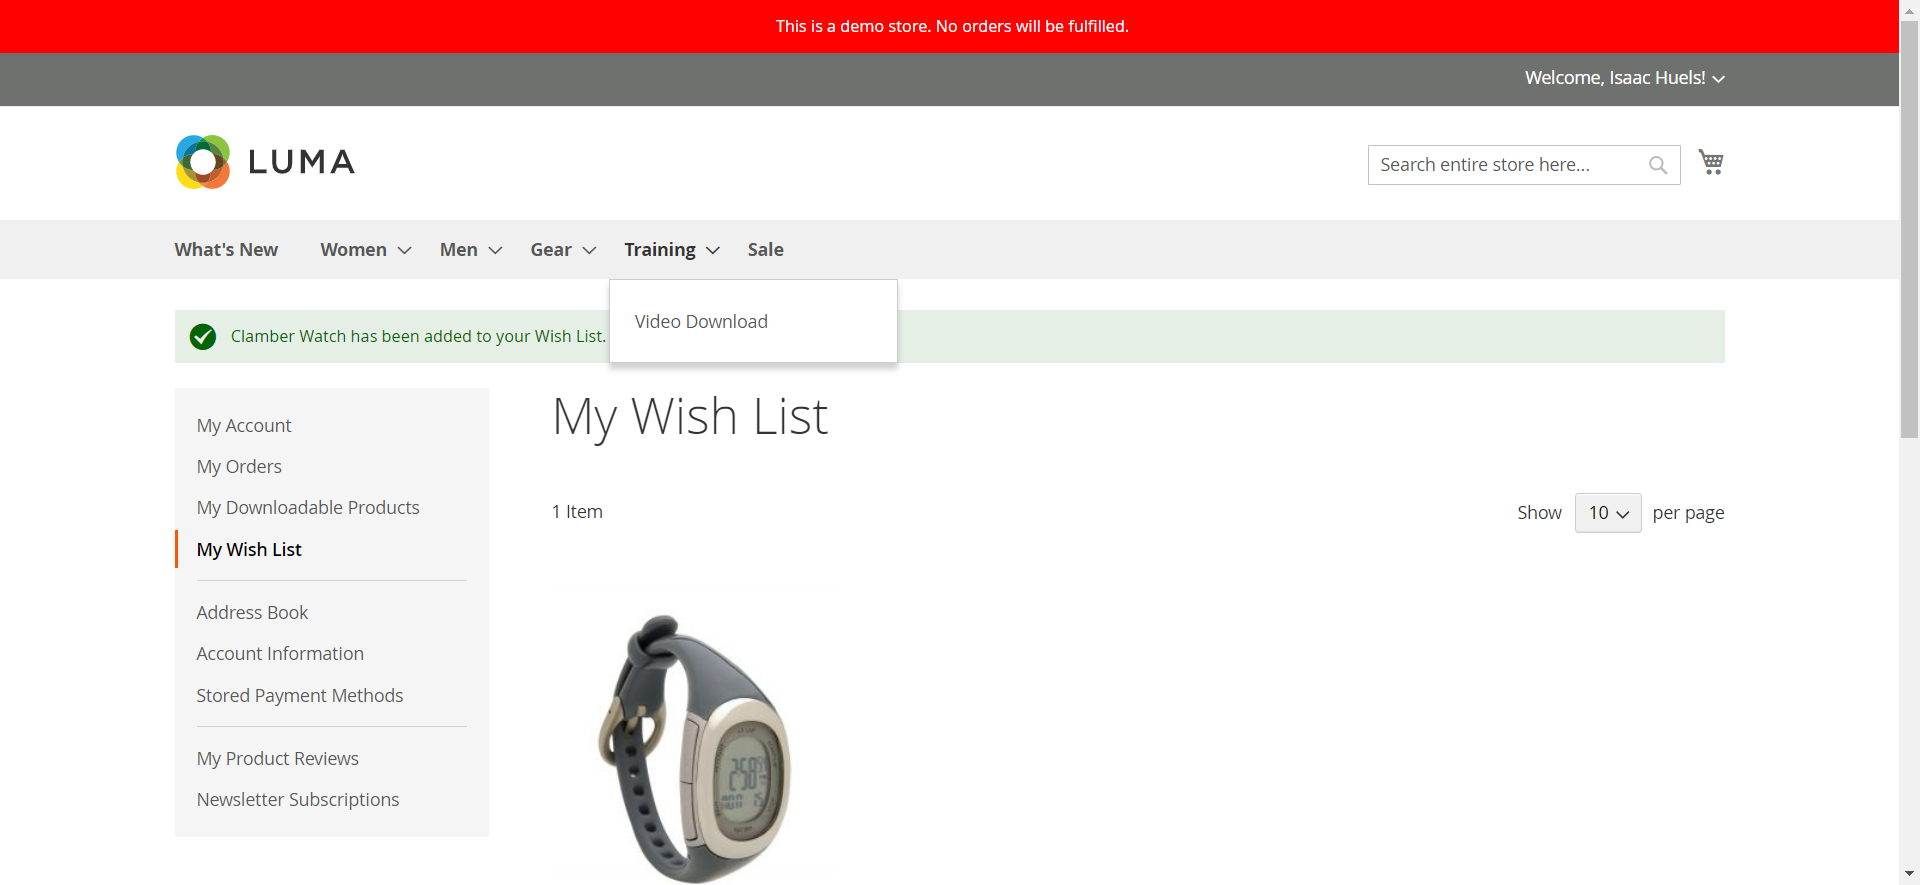 This is a demo store. No orders will be fulfilled.
Welcome, Isaac Huels!
LUMA
Search entire store here...
What's New Women Men Gear Training Sale
Video Download
Clamber Watch has been added to your Wish List.
My Account
My Orders
My Downloadable Products
My Wish List
Address Book
Account Information
Stored Payment Methods
My Product Reviews
Newsletter Subscriptions
My Wish List
1 Item
Show 10 per page